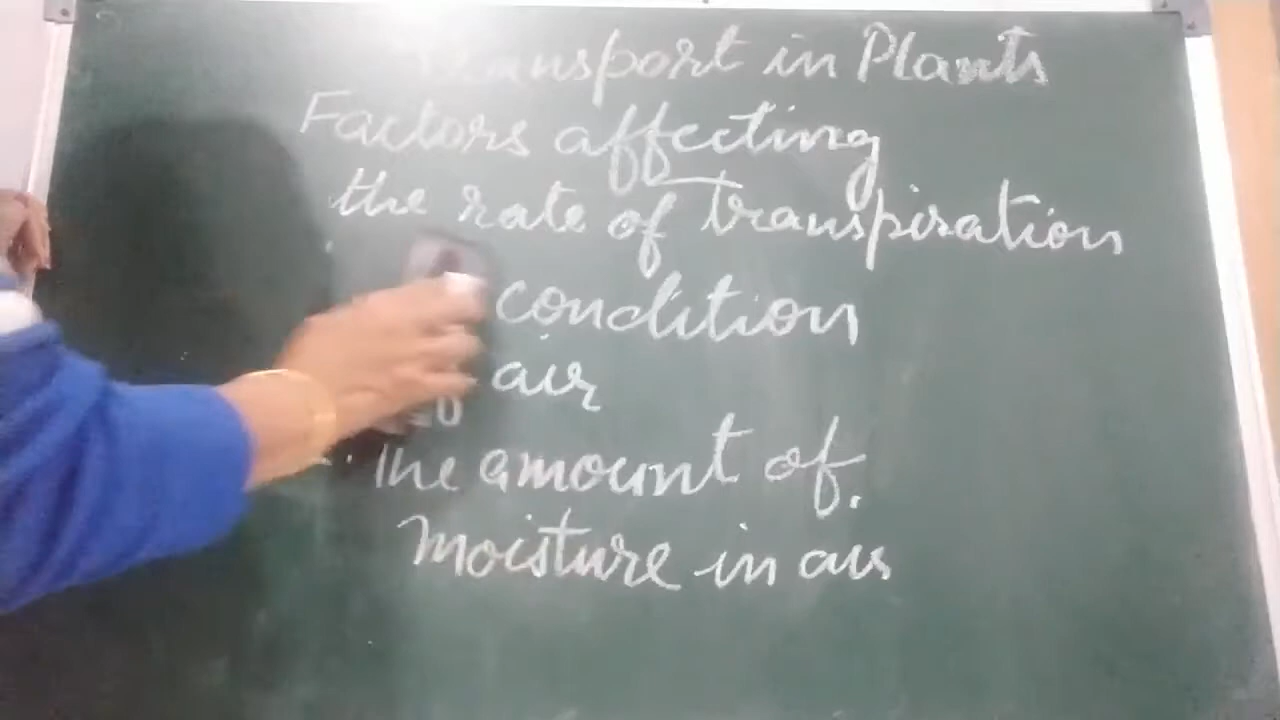 Transport in Plants
Factors affecting
the rate of transpiration
condition
air
The amount of.
Moisture in air